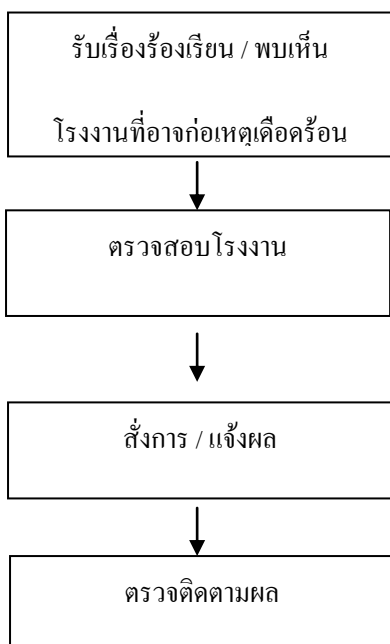 รับเรื่องร้องเรียน / พบเห็น
โรงงานที่อาจก่อเหตุเดือดร้อน
ตรวจสอบโรงงาน
สั่งการ / แจ้งผล
ตรวจติดตามผล